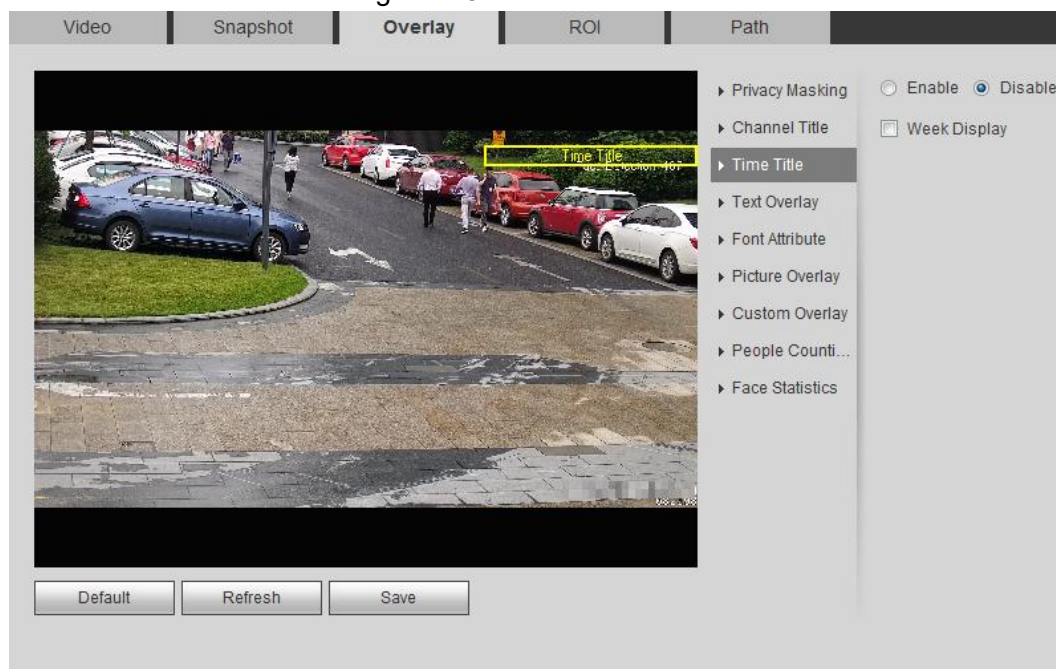 Video Snapshot Overlay ROI Path
Privacy Masking
Enable Disable
Channel Title
Week Display
Time Title
Time Title
Text Overlay
Font Attribute
Picture Overlay
Custom Overlay
People Counti...
Face Statistics
Default Refresh Save